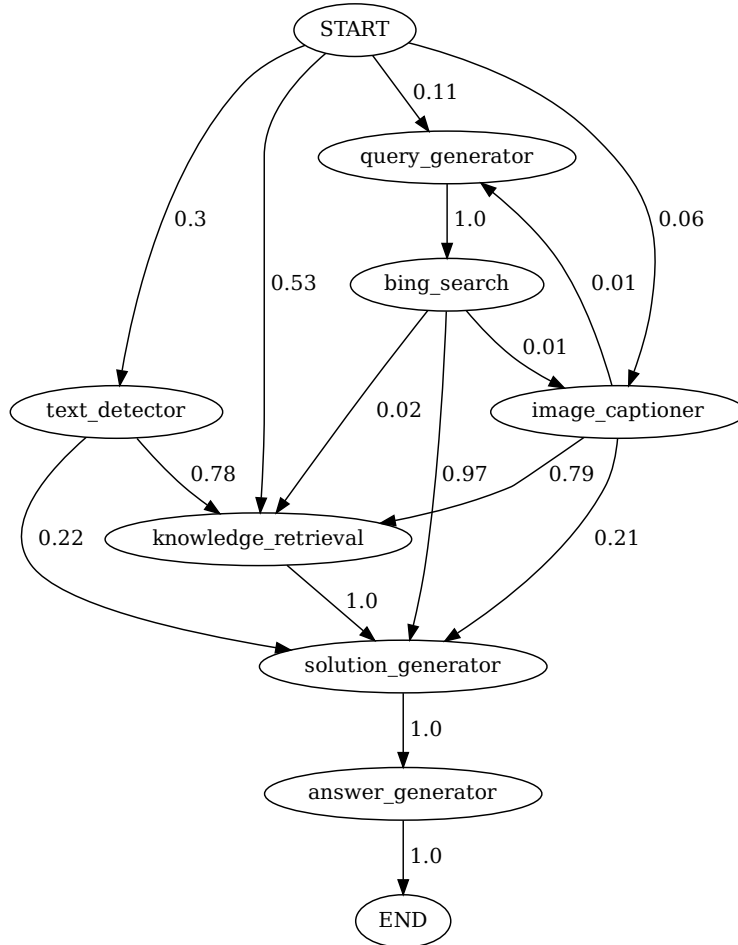 START
0.11
query_generator
0.3
1.0
0.06
0.53
bing_search
0.01
0.01
text_detector
0.02
image_captioner
0.78
0.97
0.79
0.22
knowledge_retrieval
0.21
1.0
solution_generator
1.0
answer_generator
1.0
END